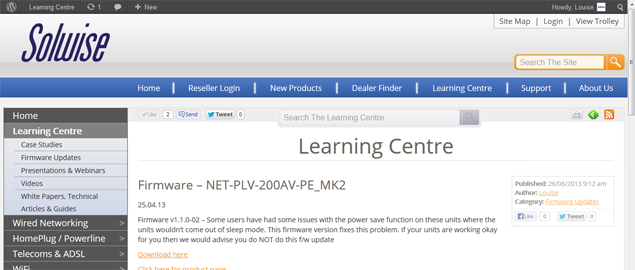 Learning Centre 1 + New Howdy, Louise
Site Map | Login | View Trolley
Solwise
Search The Site
Home Reseller Login New Products Dealer Finder Learning Centre Support About Us
Home
Learning Centre
Case Studies
Firmware Updates
Presentations & Webinars
Videos
White Papers, Technical
Articles & Guides
Wired Networking >
HomePlug / Powerline >
Telecoms & ADSL >
WiFi
Like 2 Send Tweet 0
Search The Learning Centre
Learning Centre
Firmware – NET-PLV-200AV-PE_MK2
25.04.13
Firmware v1.1.0-02 – Some users have had some issues with the power save function on these units where the
units wouldn't come out of sleep mode. This firmware version fixes this problem. If your units are working okay
for you then we would advise you do NOT do this f/w update
Download here
Click here for product page
Published: 26/06/2013 9:12 am
Author: Louise
Category: Firmware Updates
Like 0 Tweet 0